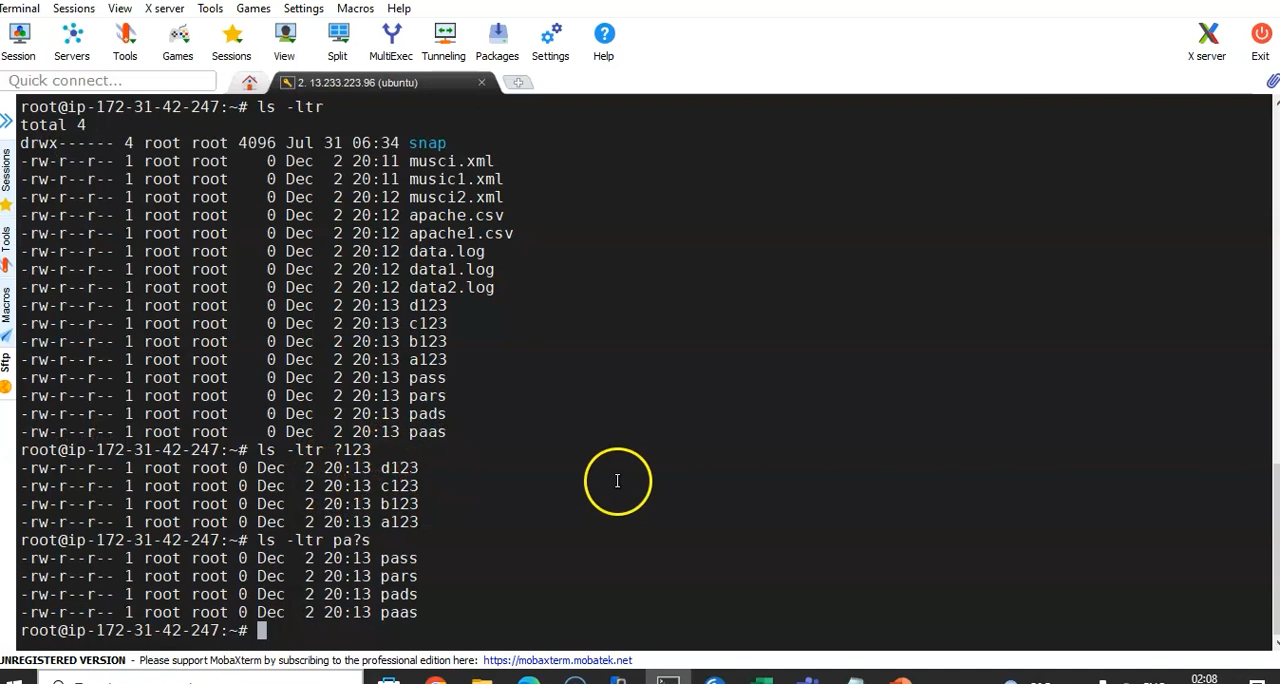 Terminal Sessions View X server Tools Games Settings Macros Help
Session Servers Tools Games Sessions View Split MultiExec Tunneling Packages Settings Help X server Exit
Quick connect... 2. 13.233.223.96 (ubuntu)
Sessions
Tools
Macros
Sftp
root@ip-172-31-42-247:~# ls -ltr
total 4
drwx------ 4 root root 4096 Jul 31 06:34 snap
-rw-r--r-- 1 root root    0 Dec  2 20:11 musci.xml
-rw-r--r-- 1 root root    0 Dec  2 20:11 music1.xml
-rw-r--r-- 1 root root    0 Dec  2 20:12 musci2.xml
-rw-r--r-- 1 root root    0 Dec  2 20:12 apache.csv
-rw-r--r-- 1 root root    0 Dec  2 20:12 apache1.csv
-rw-r--r-- 1 root root    0 Dec  2 20:12 data.log
-rw-r--r-- 1 root root    0 Dec  2 20:12 data1.log
-rw-r--r-- 1 root root    0 Dec  2 20:12 data2.log
-rw-r--r-- 1 root root    0 Dec  2 20:13 d123
-rw-r--r-- 1 root root    0 Dec  2 20:13 c123
-rw-r--r-- 1 root root    0 Dec  2 20:13 b123
-rw-r--r-- 1 root root    0 Dec  2 20:13 a123
-rw-r--r-- 1 root root    0 Dec  2 20:13 pass
-rw-r--r-- 1 root root    0 Dec  2 20:13 pars
-rw-r--r-- 1 root root    0 Dec  2 20:13 pads
-rw-r--r-- 1 root root    0 Dec  2 20:13 paas
root@ip-172-31-42-247:~# ls -ltr ?123
-rw-r--r-- 1 root root 0 Dec  2 20:13 d123
-rw-r--r-- 1 root root 0 Dec  2 20:13 c123
-rw-r--r-- 1 root root 0 Dec  2 20:13 b123
-rw-r--r-- 1 root root 0 Dec  2 20:13 a123
root@ip-172-31-42-247:~# ls -ltr pa?s
-rw-r--r-- 1 root root 0 Dec  2 20:13 pass
-rw-r--r-- 1 root root 0 Dec  2 20:13 pars
-rw-r--r-- 1 root root 0 Dec  2 20:13 pads
-rw-r--r-- 1 root root 0 Dec  2 20:13 paas
root@ip-172-31-42-247:~#
UNREGISTERED VERSION - Please support MobaXterm by subscribing to the professional edition here: https://mobaxterm.mobatek.net
02:08